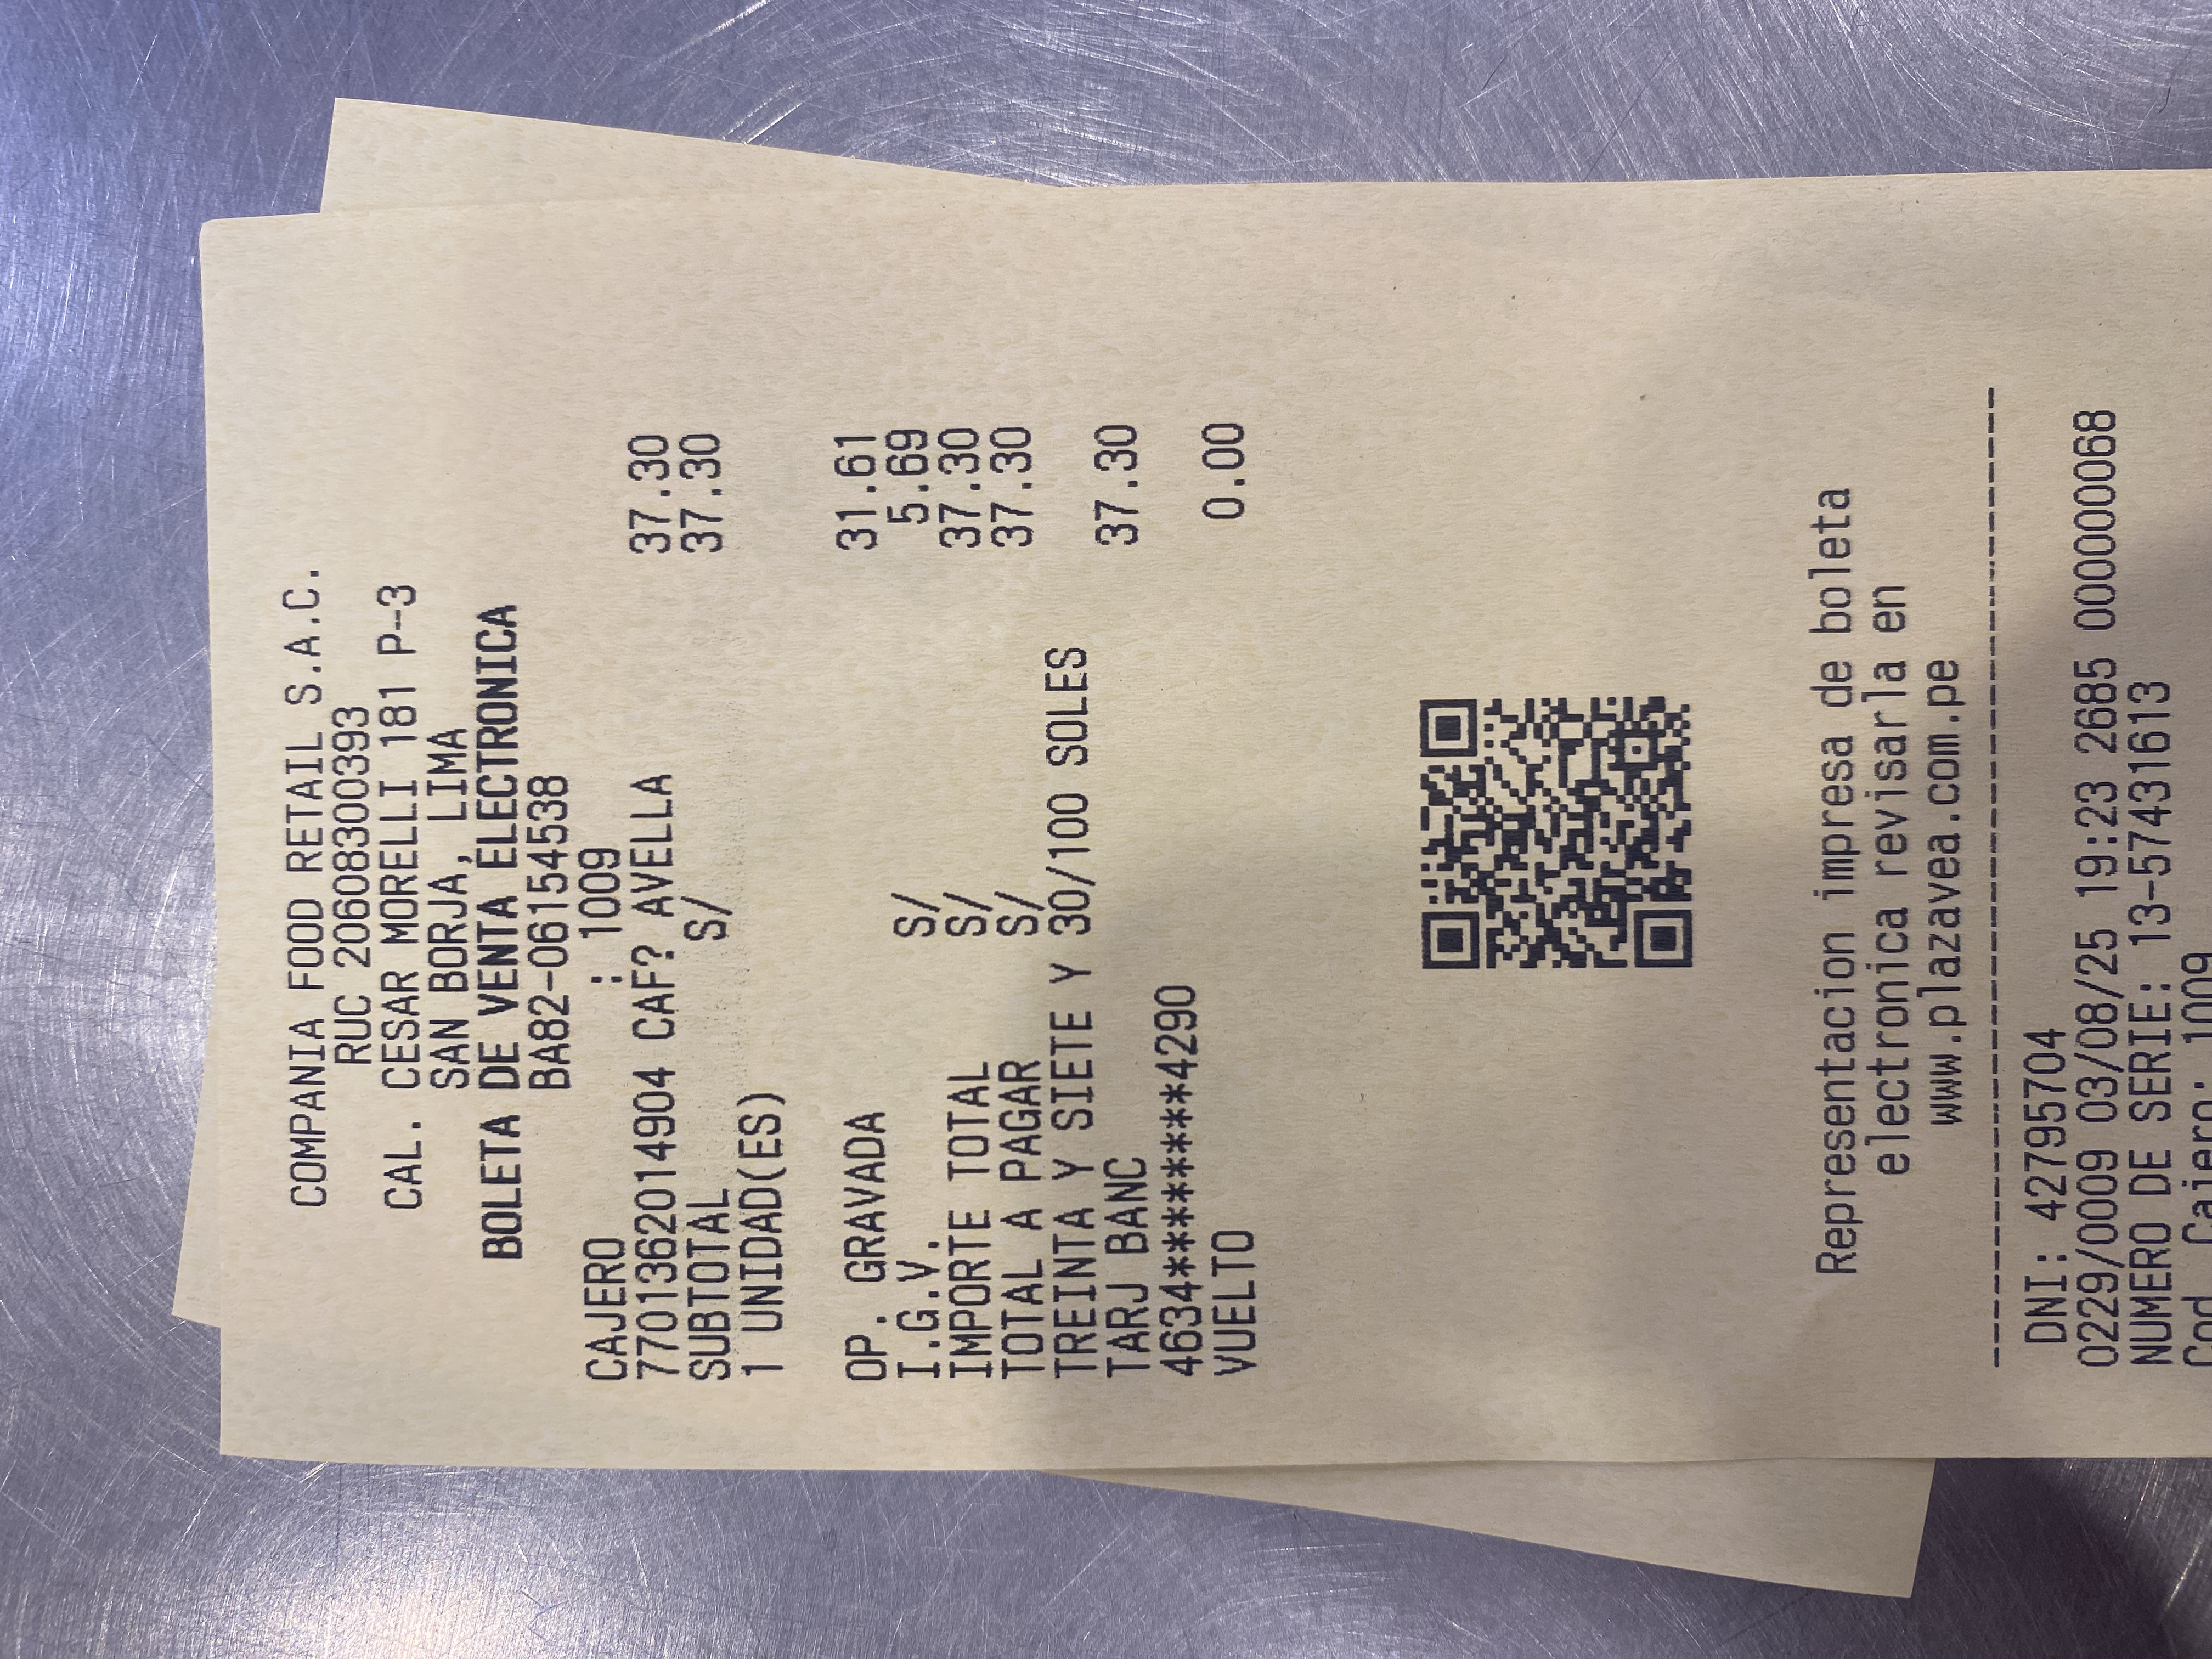 COMPANIA FOOD RETAIL S.A.C.
RUC 20608300393
CAL. CESAR MORELLI 181 P-3
SAN BORJA, LIMA
BOLETA DE VENTA ELECTRONICA
BA82-06154538
CAJERO : 1009
7701362014904 CAF? AVELLA 37.30
SUBTOTAL S/ 37.30
1 UNIDAD(ES)
OP. GRAVADA 31.61
I.G.V. S/ 5.69
IMPORTE TOTAL S/ 37.30
TOTAL A PAGAR S/ 37.30
TREINTA Y SIETE Y 30/100 SOLES
TARJ BANC 37.30
4634********4290
VUELTO 0.00
Representacion impresa de boleta
electronica revisarla en
www.plazavea.com.pe
-----------------------------------------
DNI: 42795704
0229/0009 03/08/25 19:23 2685 000000068
NUMERO DE SERIE: 13-57431613
Cod. Cajero: 1009